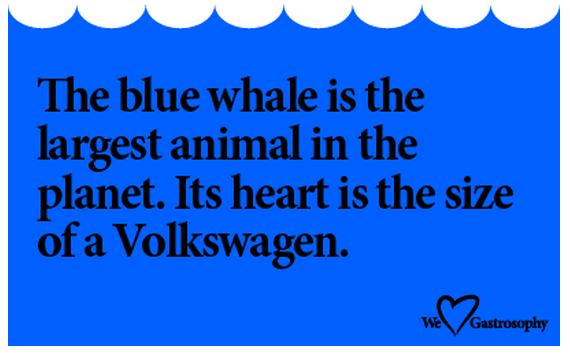 The blue whale is the
largest animal in the
planet. Its heart is the size
of a Volkswagen.
We Gastrosophy